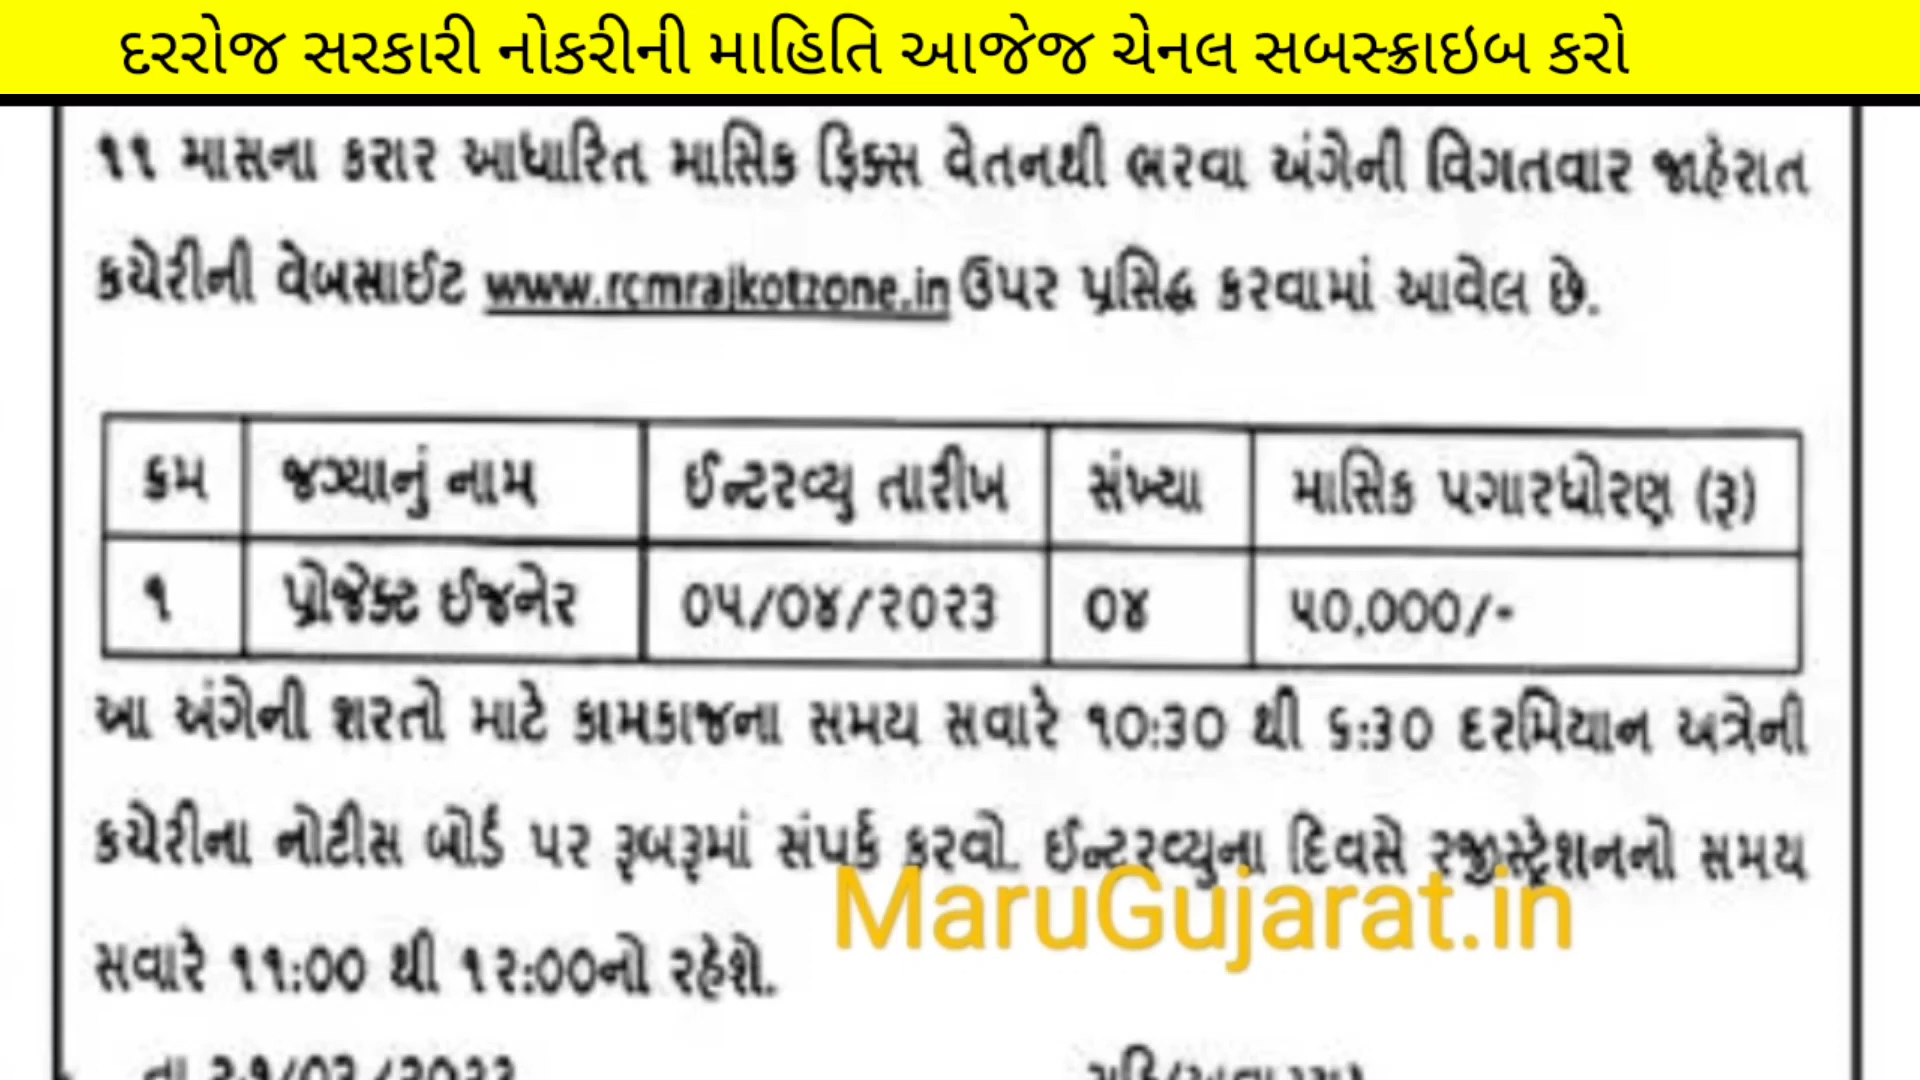 દરરોજ સરકારી નોકરીની માહિતિ આજેજ ચેનલ સબસ્ક્રાઇબ કરો
૧૧ માસના કરાર આધારિત માસિક ફિક્સ વેતનથી ભરવા અંગેની વિગતવાર જાહેરાત
કચેરીની વેબસાઈટ www.rcmrajkotzone.in ઉપર પ્રસિદ્ધ કરવામાં આવેલ છે.
ક્રમ જગ્યાનું નામ ઈન્ટરવ્યુ તારીખ સંખ્યા માસિક પગારધોરણ (રૂ)
૧ પ્રોજેક્ટ ઈજનેર ૦૫/૦૪/૨૦૨૩ ૦૪ ૫૦,૦૦૦/-
આ અંગેની શરતો માટે કામકાજના સમય સવારે ૧૦:૩૦ થી ૬:૩૦ દરમિયાન અત્રેની
કચેરીના નોટીસ બોર્ડ પર રૂબરૂમાં સંપર્ક કરવો. ઈન્ટરવ્યુના દિવસે રજીસ્ટ્રેશનનો સમય
સવારે ૧૧:૦૦ થી ૧૨:૦૦નો રહેશે.
MaruGujarat.in